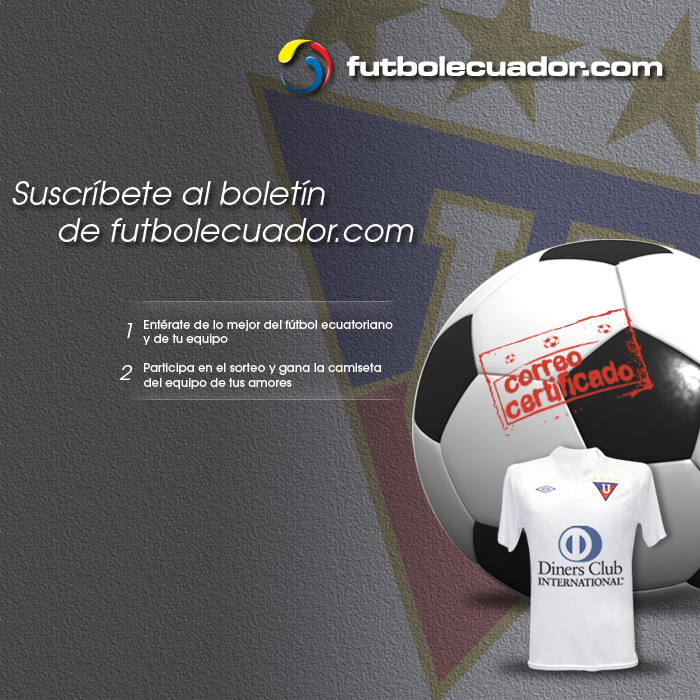 futbolecuador.com
Suscríbete al boletín
de futbolecuador.com
1 Entérate de lo mejor del fútbol ecuatoriano
y de tu equipo
2 Participa en el sorteo y gana la camiseta
del equipo de tus amores
correo
certificado
U
Diners Club
INTERNATIONAL®